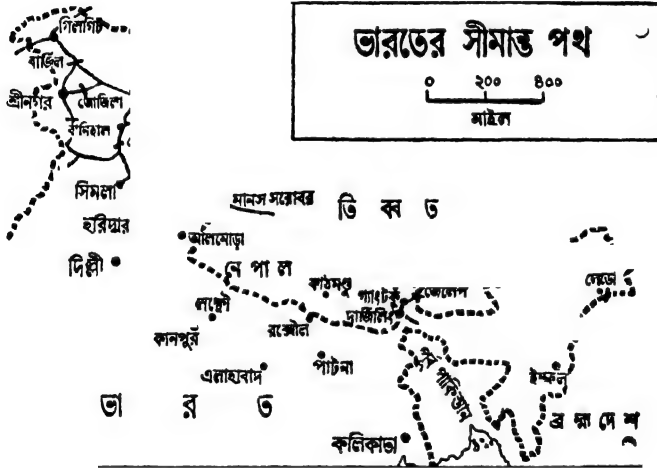 ভারতের সীমান্ত পথ
০ ২০০ ৪০০
মাইল
গিলগিট
বার্জিল
শ্রীনগর
জোজিলা
বনিহাল
সিমলা
হরিদ্বার
দিল্লী
মানস সরোবর
তি ব্ব ত
আলমোড়া
নে পা ল
কাঠমণ্ডু
গ্যাংটক
জেলেপ
লেডো
দার্জিলিং
লক্ষ্ণৌ
রক্সৌল
কানপুর
পাটনা
এলাহাবাদ
পূর্ব পাকিস্তান
ইম্ফল
ভা র ত
ব্র হ্ম দে শ
কলিকাতা